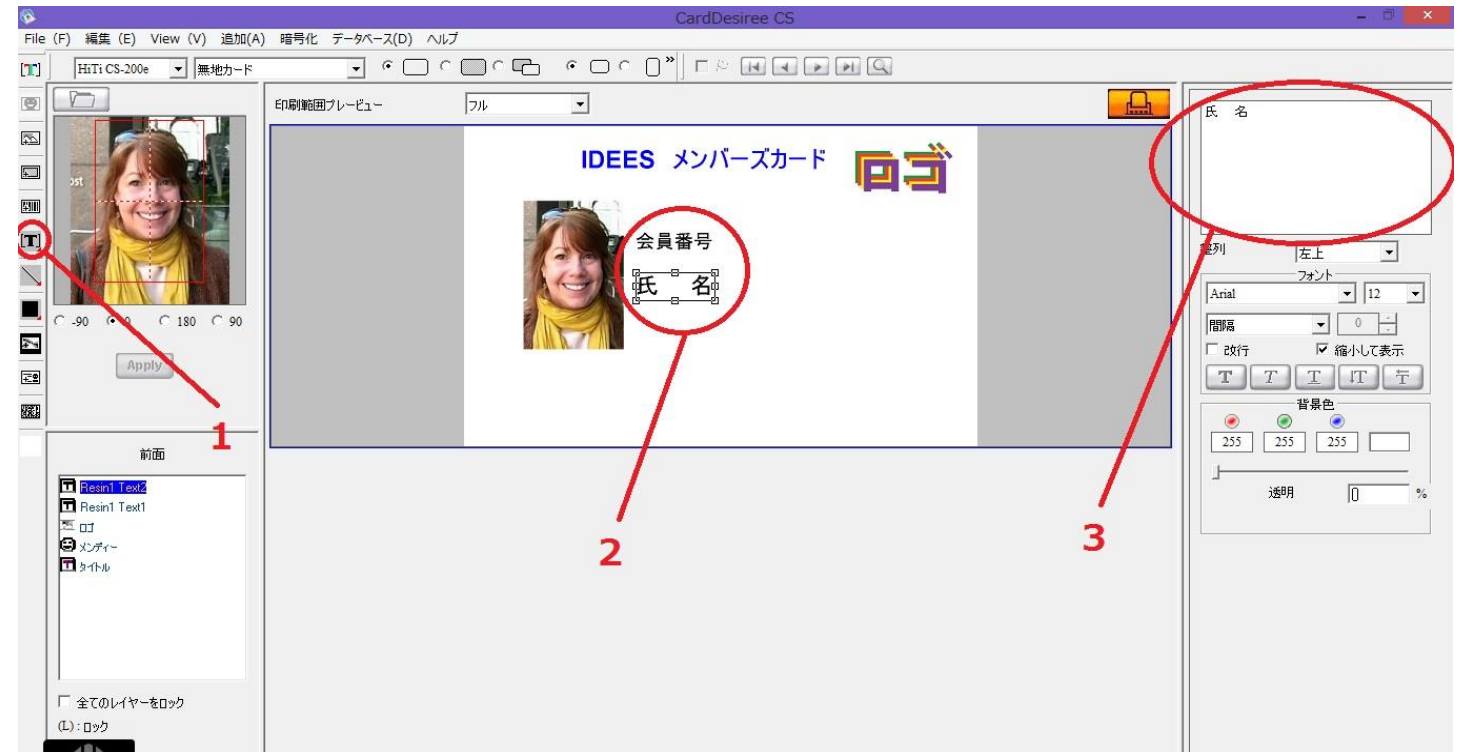 CardDesiree CS
File (F) 編集 (E) View (V) 追加(A) 暗号化 データベース(D) ヘルプ
[T] HiTi CS-200e 無地カード
印刷範囲プレビュー フル
IDEES メンバーズカード ロゴ
ost
会員番号
氏 名
氏 名
整列 左上
フォント
Arial 12
間隔 0
改行 縮小して表示
T T T IT T
背景色
255 255 255
透明 0 %
-90 0 180 90
Apply
[T]
1
2
3
前面
Resin1 Text2
Resin1 Text1
ロゴ
メンディー
タイトル
全てのレイヤーをロック
(L) : ロック